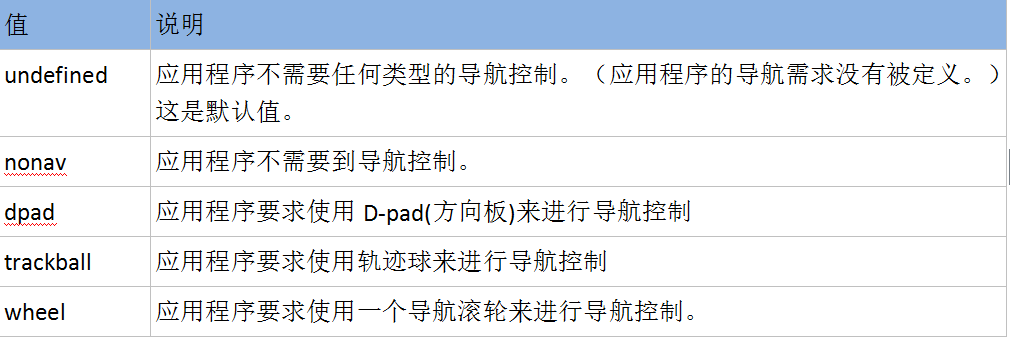 值 说明
undefined 应用程序不需要任何类型的导航控制。（应用程序的导航需求没有被定义。）
这是默认值。
nonav 应用程序不需要到导航控制。
dpad 应用程序要求使用 D-pad(方向板)来进行导航控制
trackball 应用程序要求使用轨迹球来进行导航控制
wheel 应用程序要求使用一个导航滚轮来进行导航控制。